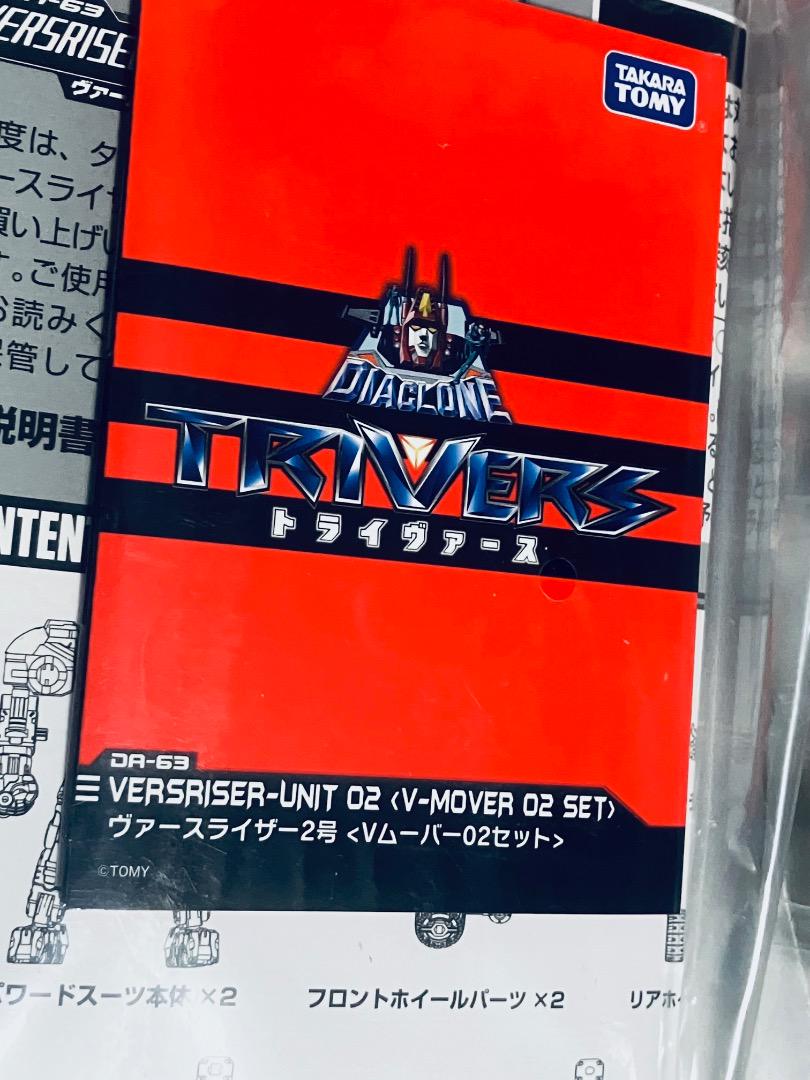 VERSRISE
ヴァー
度は、タ
ースライ
買い上げ
す。ご使用
お読みく
管して
説明書
NTEN
TAKARA
TOMY
DIACLONE
TRIVERS
トライヴァース
DA-63
VERSRISER-UNIT 02 <V-MOVER 02 SET>
ヴァースライザー2号 <Vムーバー02セット>
©TOMY
パワードスーツ本体 ×2
フロントホイールパーツ ×2
リアホ